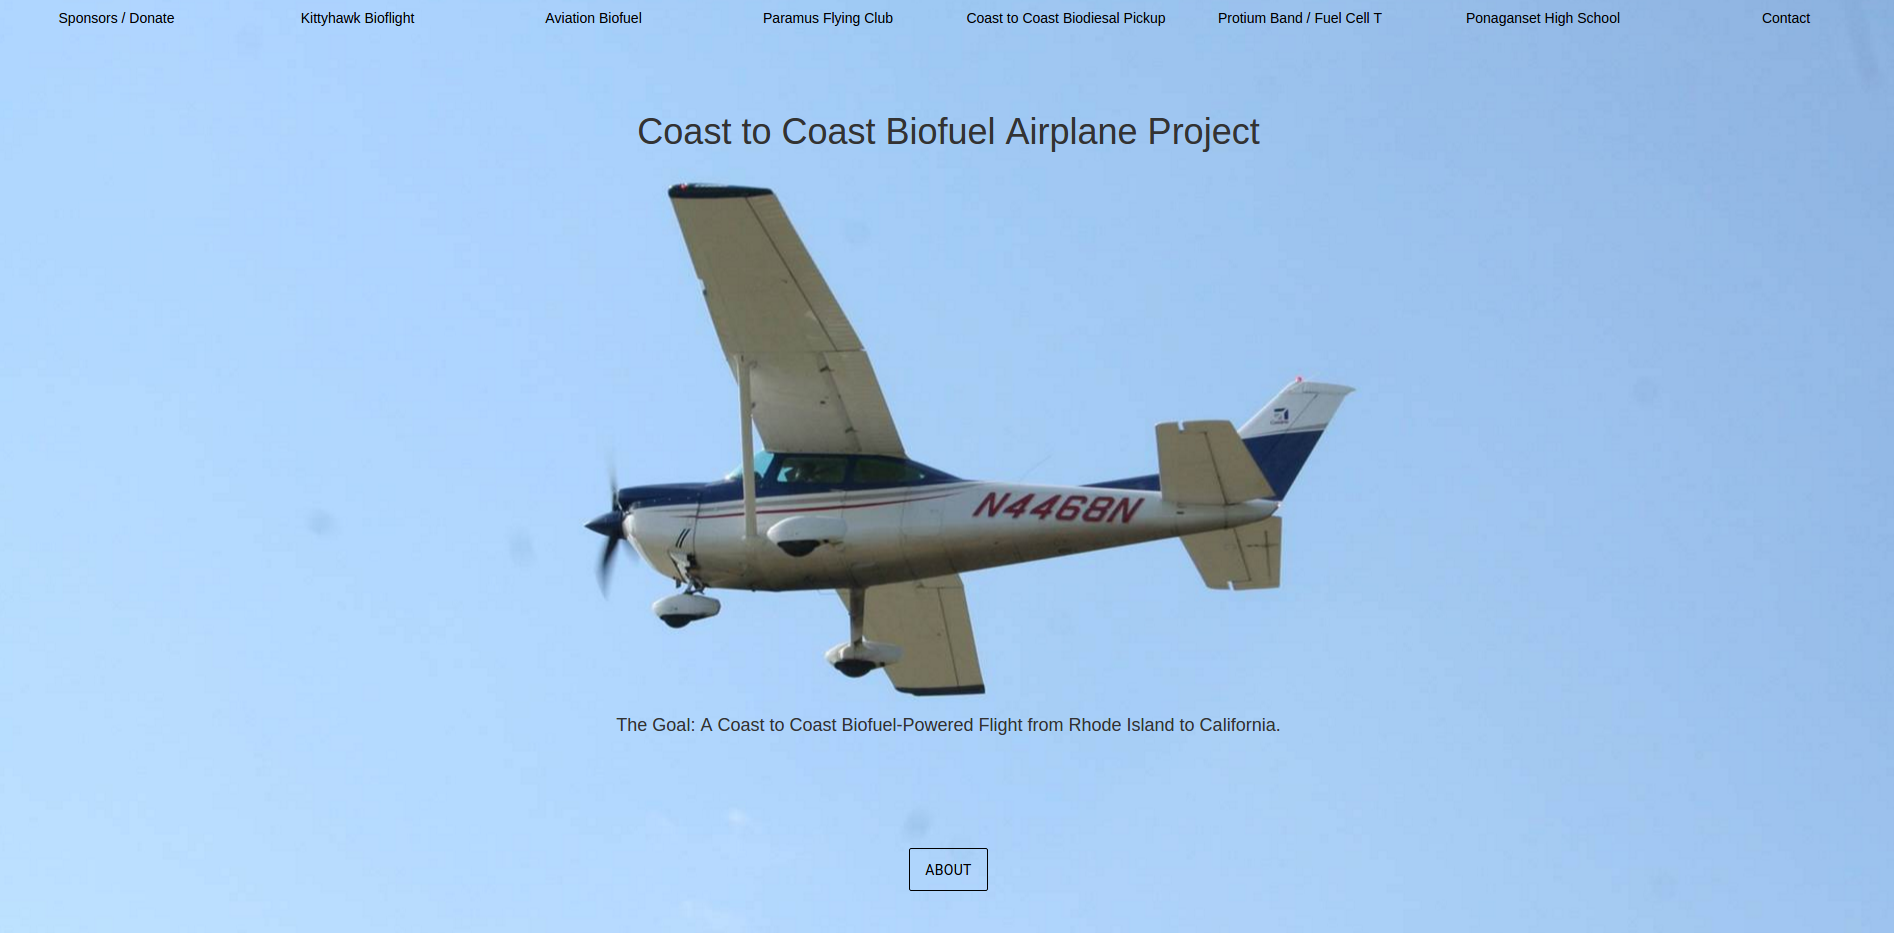 Sponsors / Donate
Kittyhawk Bioflight
Aviation Biofuel
Paramus Flying Club
Coast to Coast Biodiesal Pickup
Protium Band / Fuel Cell T
Ponaganset High School
Contact
Coast to Coast Biofuel Airplane Project
N4468N
The Goal: A Coast to Coast Biofuel-Powered Flight from Rhode Island to California.
ABOUT